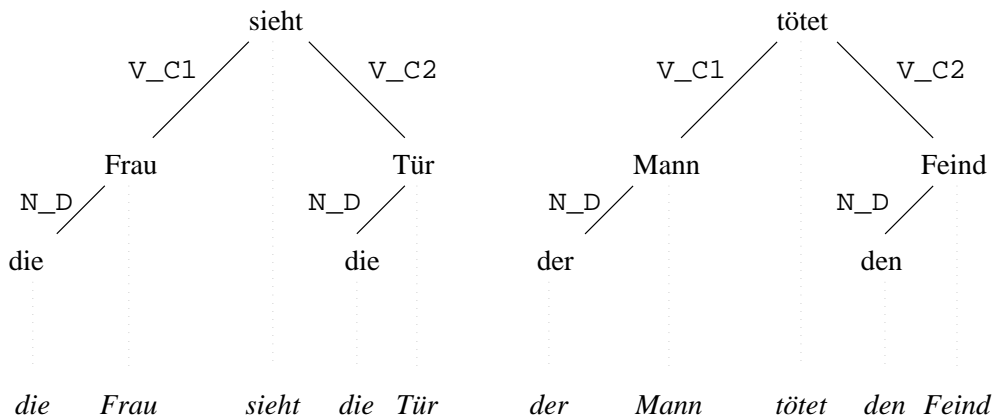 sieht tötet
V_C1 V_C2 V_C1 V_C2
Frau Tür Mann Feind
N_D N_D N_D N_D
die die der den
die Frau sieht die Tür der Mann tötet den Feind